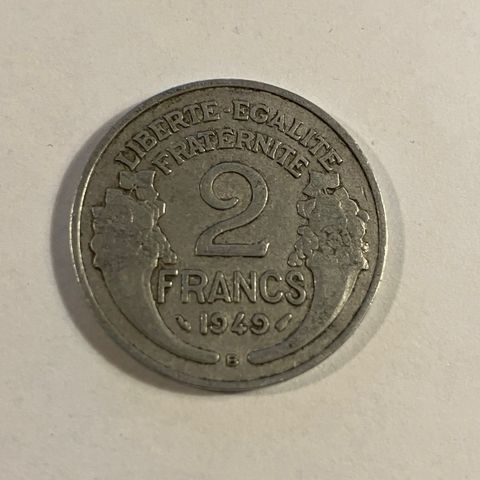 LIBERTE-EGALITE
FRATERNITE
2
FRANCS
1949
B